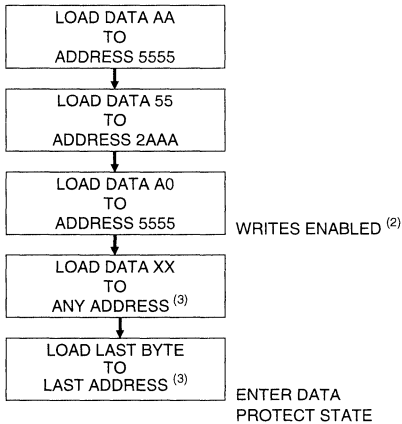 LOAD DATA AA
TO
ADDRESS 5555
LOAD DATA 55
TO
ADDRESS 2AAA
LOAD DATA A0
TO
ADDRESS 5555
WRITES ENABLED (2)
LOAD DATA XX
TO
ANY ADDRESS (3)
LOAD LAST BYTE
TO
LAST ADDRESS (3)
ENTER DATA
PROTECT STATE